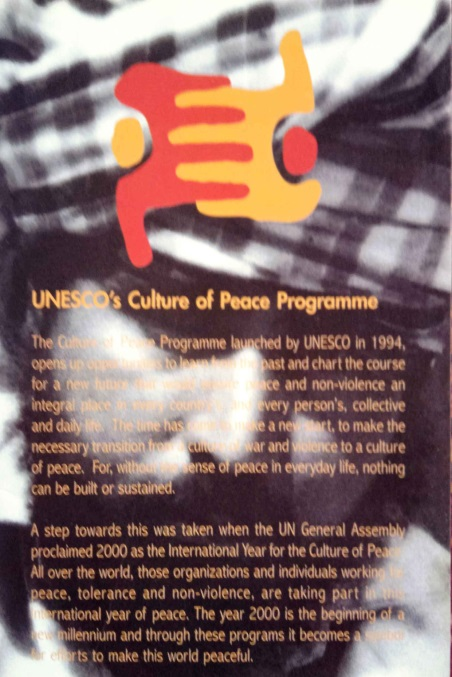 UNESCO's Culture of Peace Programme
The Culture of Peace Programme launched by UNESCO in 1994,
opens up opportunities to learn from the past and chart the course
for a new future that would peace and non-violence an
integral place in every country and every person's, collective
and daily life. The time has to make a new start, to make the
necessary transition from a culture of war and violence to a culture
of peace. For, without the sense of peace in everyday life, nothing
can be built or sustained.
A step towards this was taken when the UN General Assembly
proclaimed 2000 as the International Year for the Culture of Peace.
All over the world, those organizations and individuals working for
peace, tolerance and non-violence, are taking part in this
international year of peace. The year 2000 is the beginning of a
new millennium and through these programs it becomes a symbol
for efforts to make this world peaceful.